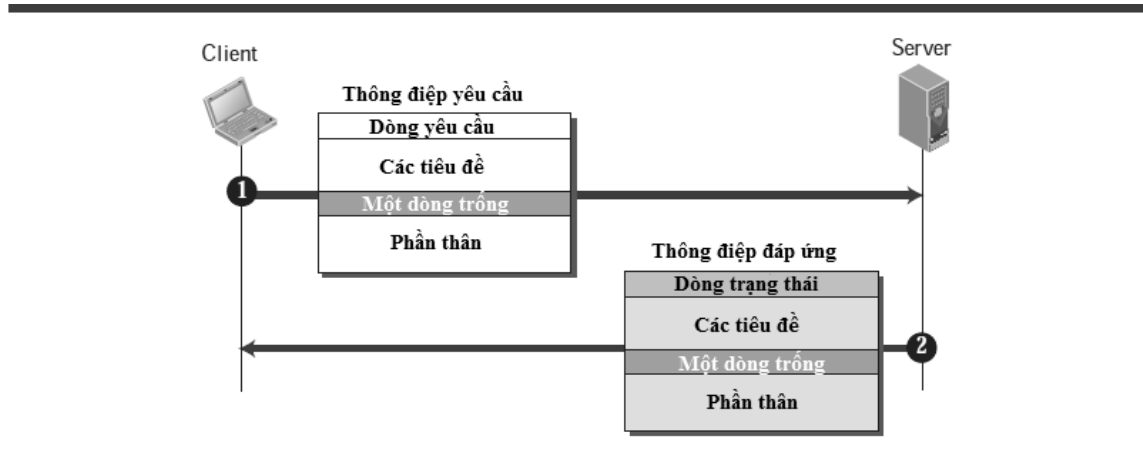 Client
Server
Thông điệp yêu cầu
Dòng yêu cầu
Các tiêu đề
1
Một dòng trống
Phần thân
Thông điệp đáp ứng
Dòng trạng thái
Các tiêu đề
2
Một dòng trống
Phần thân